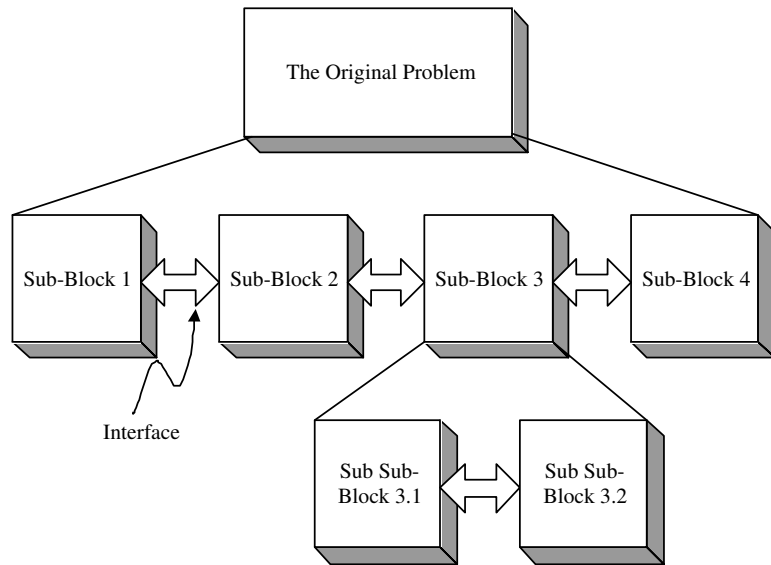 The Original Problem
Sub-Block 1
Sub-Block 2
Sub-Block 3
Sub-Block 4
Interface
Sub Sub-
Block 3.1
Sub Sub-
Block 3.2